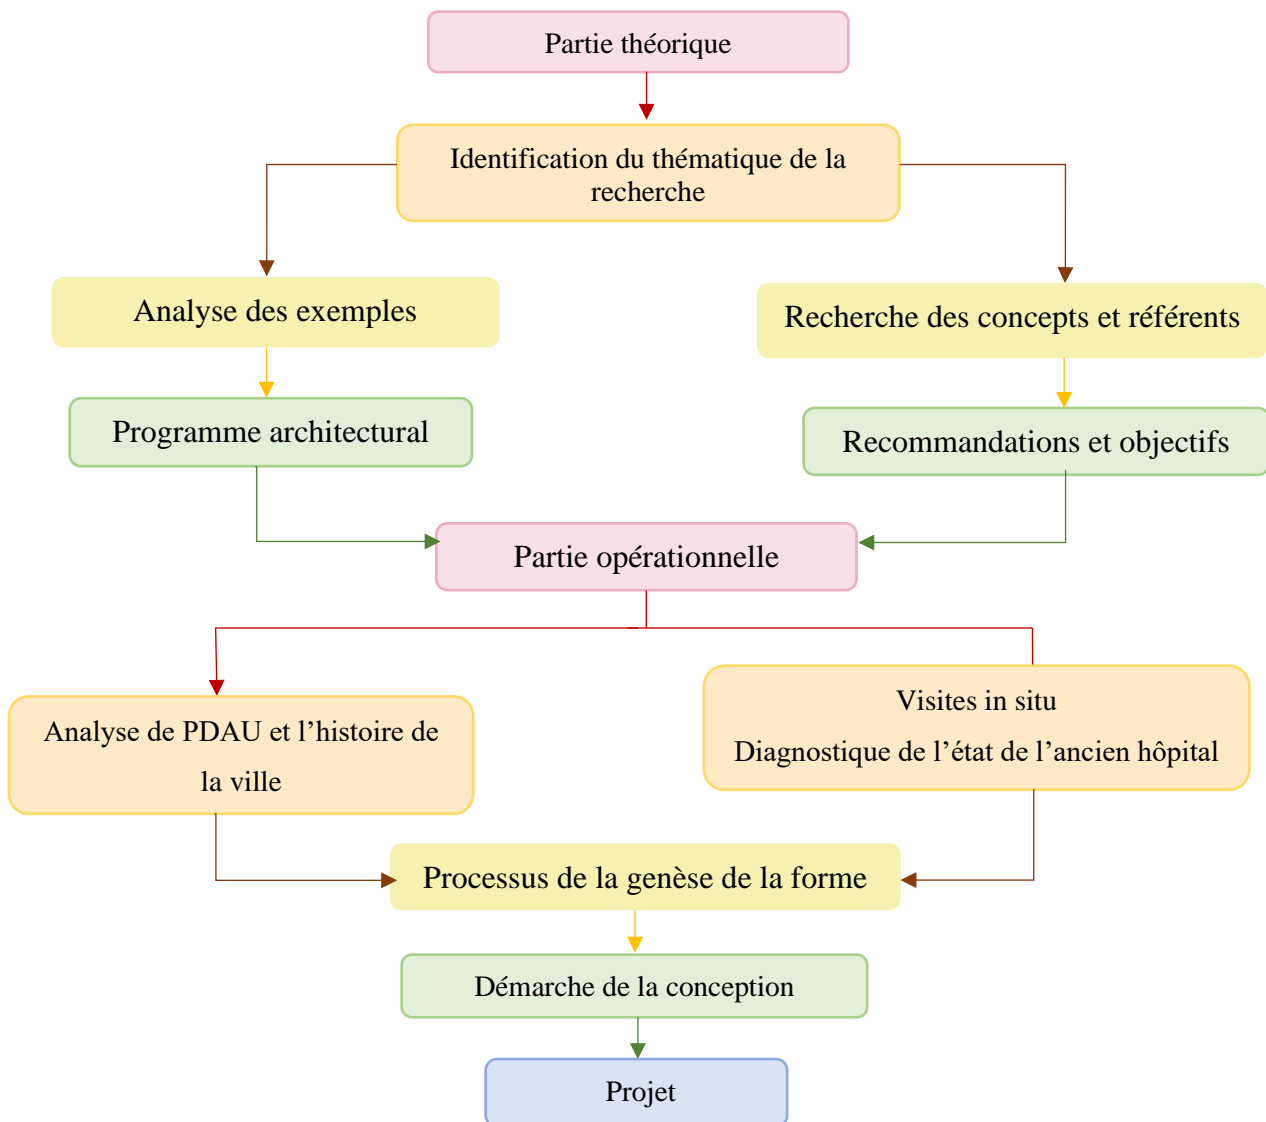 Partie théorique
Identification du thématique de la
recherche
Analyse des exemples
Recherche des concepts et référents
Programme architectural
Recommandations et objectifs
Partie opérationnelle
Analyse de PDAU et l’histoire de
la ville
Visites in situ
Diagnostique de l’état de l’ancien hôpital
Processus de la genèse de la forme
Démarche de la conception
Projet